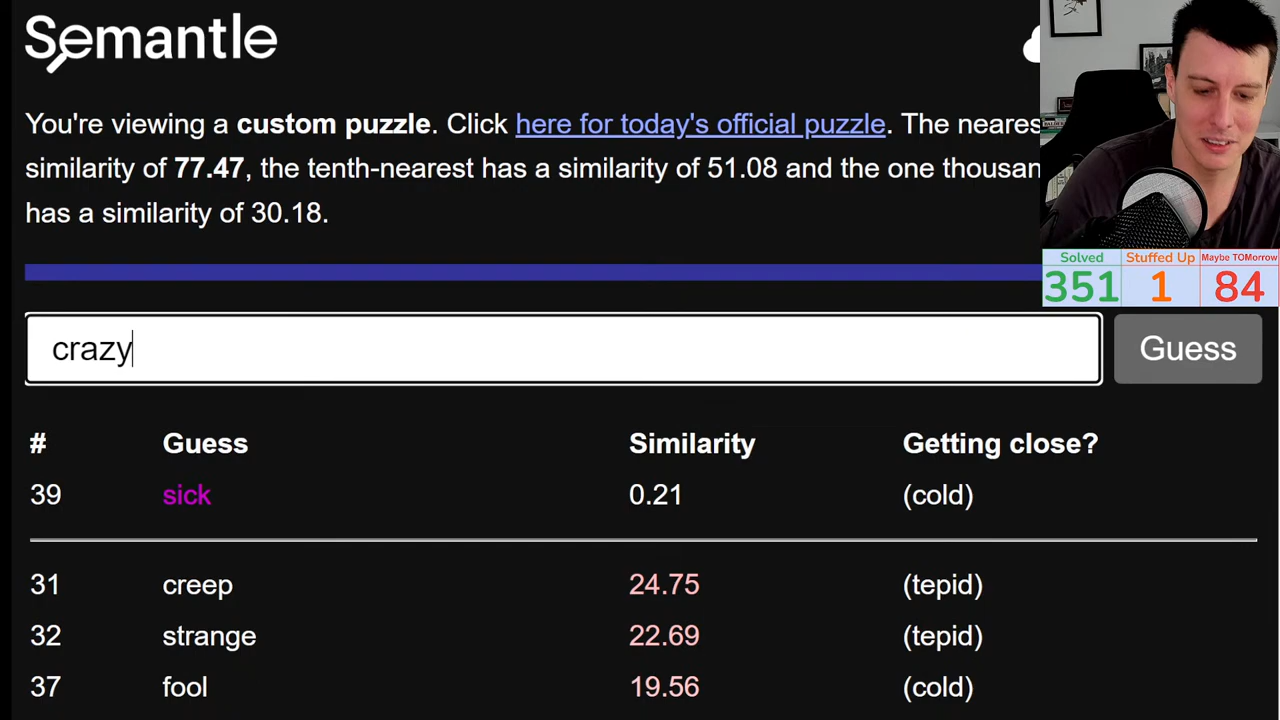 Semantle
You're viewing a custom puzzle. Click here for today's official puzzle. The neares
similarity of 77.47, the tenth-nearest has a similarity of 51.08 and the one thousan
has a similarity of 30.18.
Solved Stuffed Up Maybe TOMorrow
351 1 84
crazy Guess
# Guess Similarity Getting close?
39 sick 0.21 (cold)
31 creep 24.75 (tepid)
32 strange 22.69 (tepid)
37 fool 19.56 (cold)